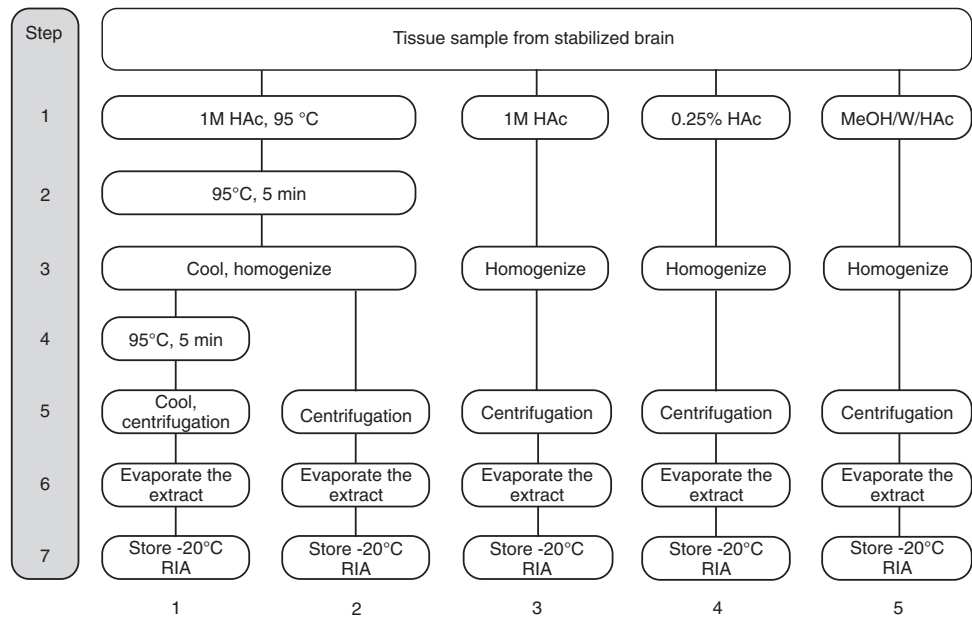 Step
Tissue sample from stabilized brain
1
1M HAc, 95 °C
1M HAc
0.25% HAc
MeOH/W/HAc
2
95°C, 5 min
3
Cool, homogenize
Homogenize
Homogenize
Homogenize
4
95°C, 5 min
5
Cool,
centrifugation
Centrifugation
Centrifugation
Centrifugation
Centrifugation
6
Evaporate the
extract
Evaporate the
extract
Evaporate the
extract
Evaporate the
extract
Evaporate the
extract
7
Store -20°C
RIA
Store -20°C
RIA
Store -20°C
RIA
Store -20°C
RIA
Store -20°C
RIA
1
2
3
4
5